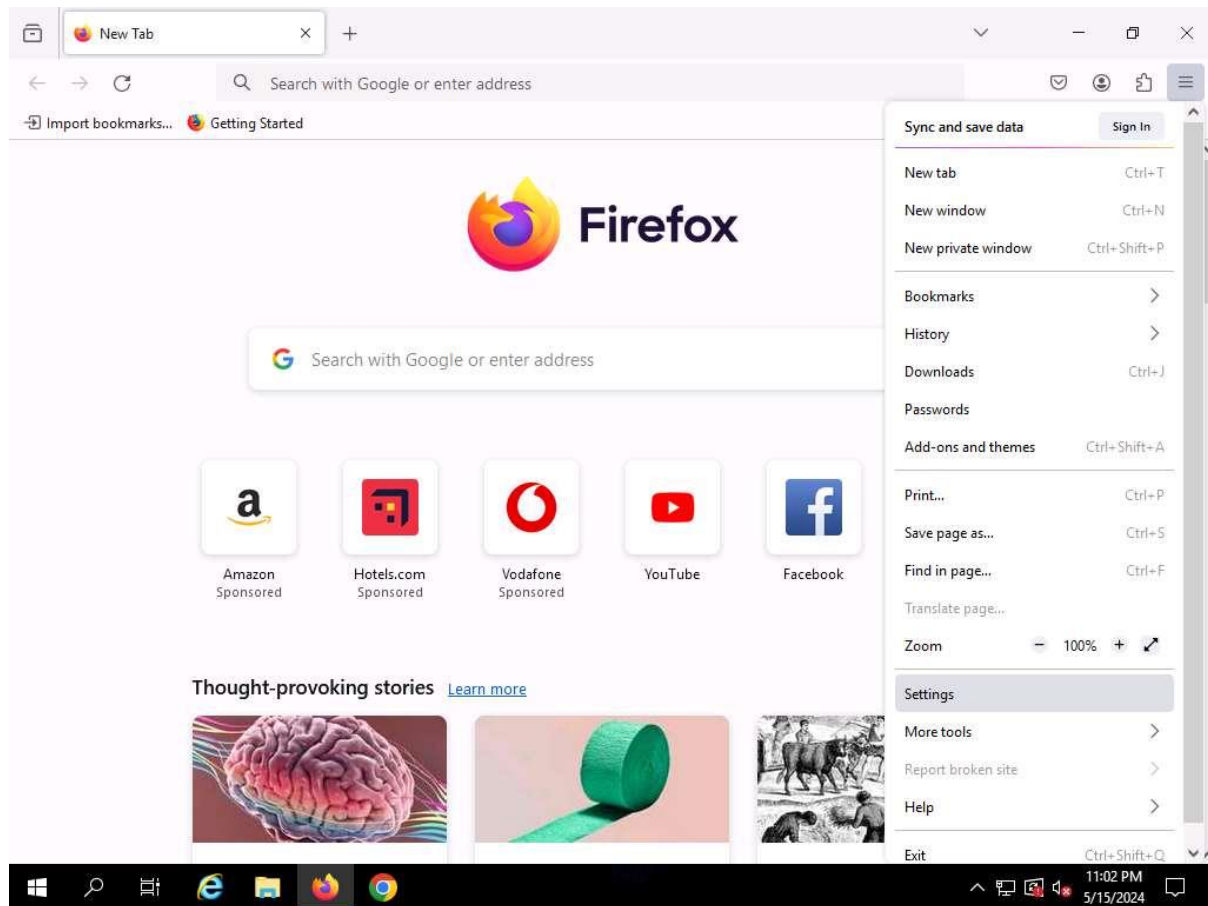 New Tab
Search with Google or enter address
Import bookmarks... Getting Started
Sync and save data Sign In
New tab Ctrl+T
New window Ctrl+N
New private window Ctrl+Shift+P
Bookmarks
History
Downloads Ctrl+J
Passwords
Add-ons and themes Ctrl+Shift+A
Print... Ctrl+P
Save page as... Ctrl+S
Find in page... Ctrl+F
Translate page...
Zoom − 100% +
Settings
More tools
Report broken site
Help
Exit Ctrl+Shift+Q
Firefox
Search with Google or enter address
a
Amazon
Sponsored
Hotels.com
Sponsored
Vodafone
Sponsored
YouTube
Facebook
Thought-provoking stories Learn more
11:02 PM
5/15/2024